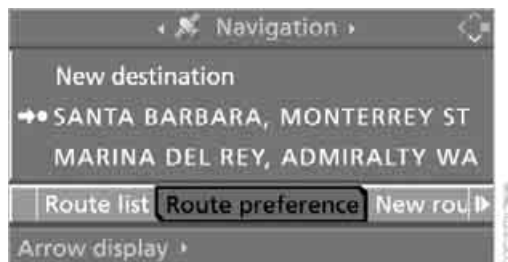 Navigation
New destination
SANTA BARBARA, MONTERREY ST
MARINA DEL REY, ADMIRALTY WA
Route list Route preference New rou
Arrow display